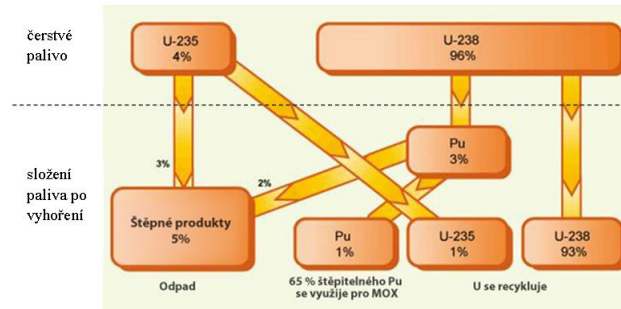 čerstvé
palivo
U-235
4%
U-238
96%
složení
paliva po
vyhoření
3%
2%
Pu
3%
Štěpné produkty
5%
Pu
1%
U-235
1%
U-238
93%
Odpad
65 % štěpitelného Pu
se využije pro MOX
U se recykluje